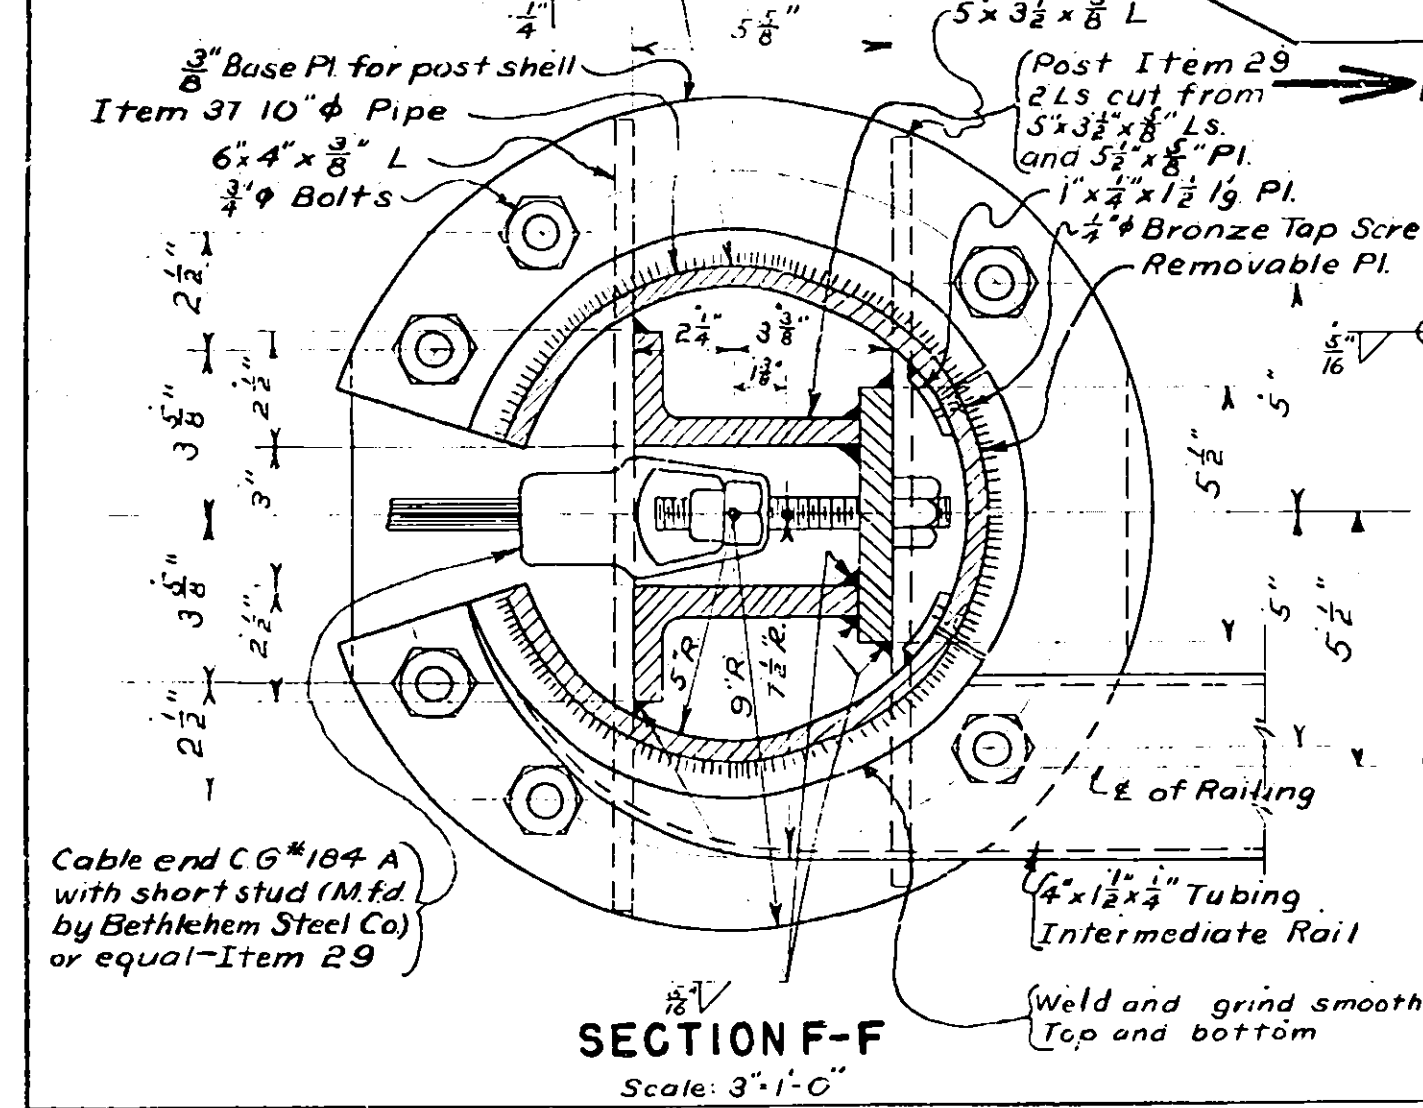 1/4"
5 5/8"
5 x 3 1/2 x 3/8 L
3/8" Base Pl. for post shell
Item 37 10" φ Pipe
6" x 4" x 3/8" L
3/4" φ Bolts
Post Item 29
2 Ls cut from
5" x 3 1/2" x 5/8" Ls.
and 5 1/2" x 5/8" Pl.
1" x 1/4" x 1 1/2 lg. Pl.
1/4" φ Bronze Tap Scre
Removable Pl.
2 1/2"
3 5/8"
3 5/8"
2 1/2"
2 1/2"
3"
2 1/2"
2 1/4"
3 3/8"
1 3/8"
5"
5/16"
5 1/2"
5"
5 1/2"
5" R.
9" R.
7 1/2" R.
℄ of Railing
Cable end C.G #184 A
with short stud (M.f.d.
by Bethlehem Steel Co.)
or equal-Item 29
4" x 1 1/2" x 1/4" Tubing
Intermediate Rail
5/16"
Weld and grind smooth
Top and bottom
SECTION F-F
Scale: 3" = 1'-0"